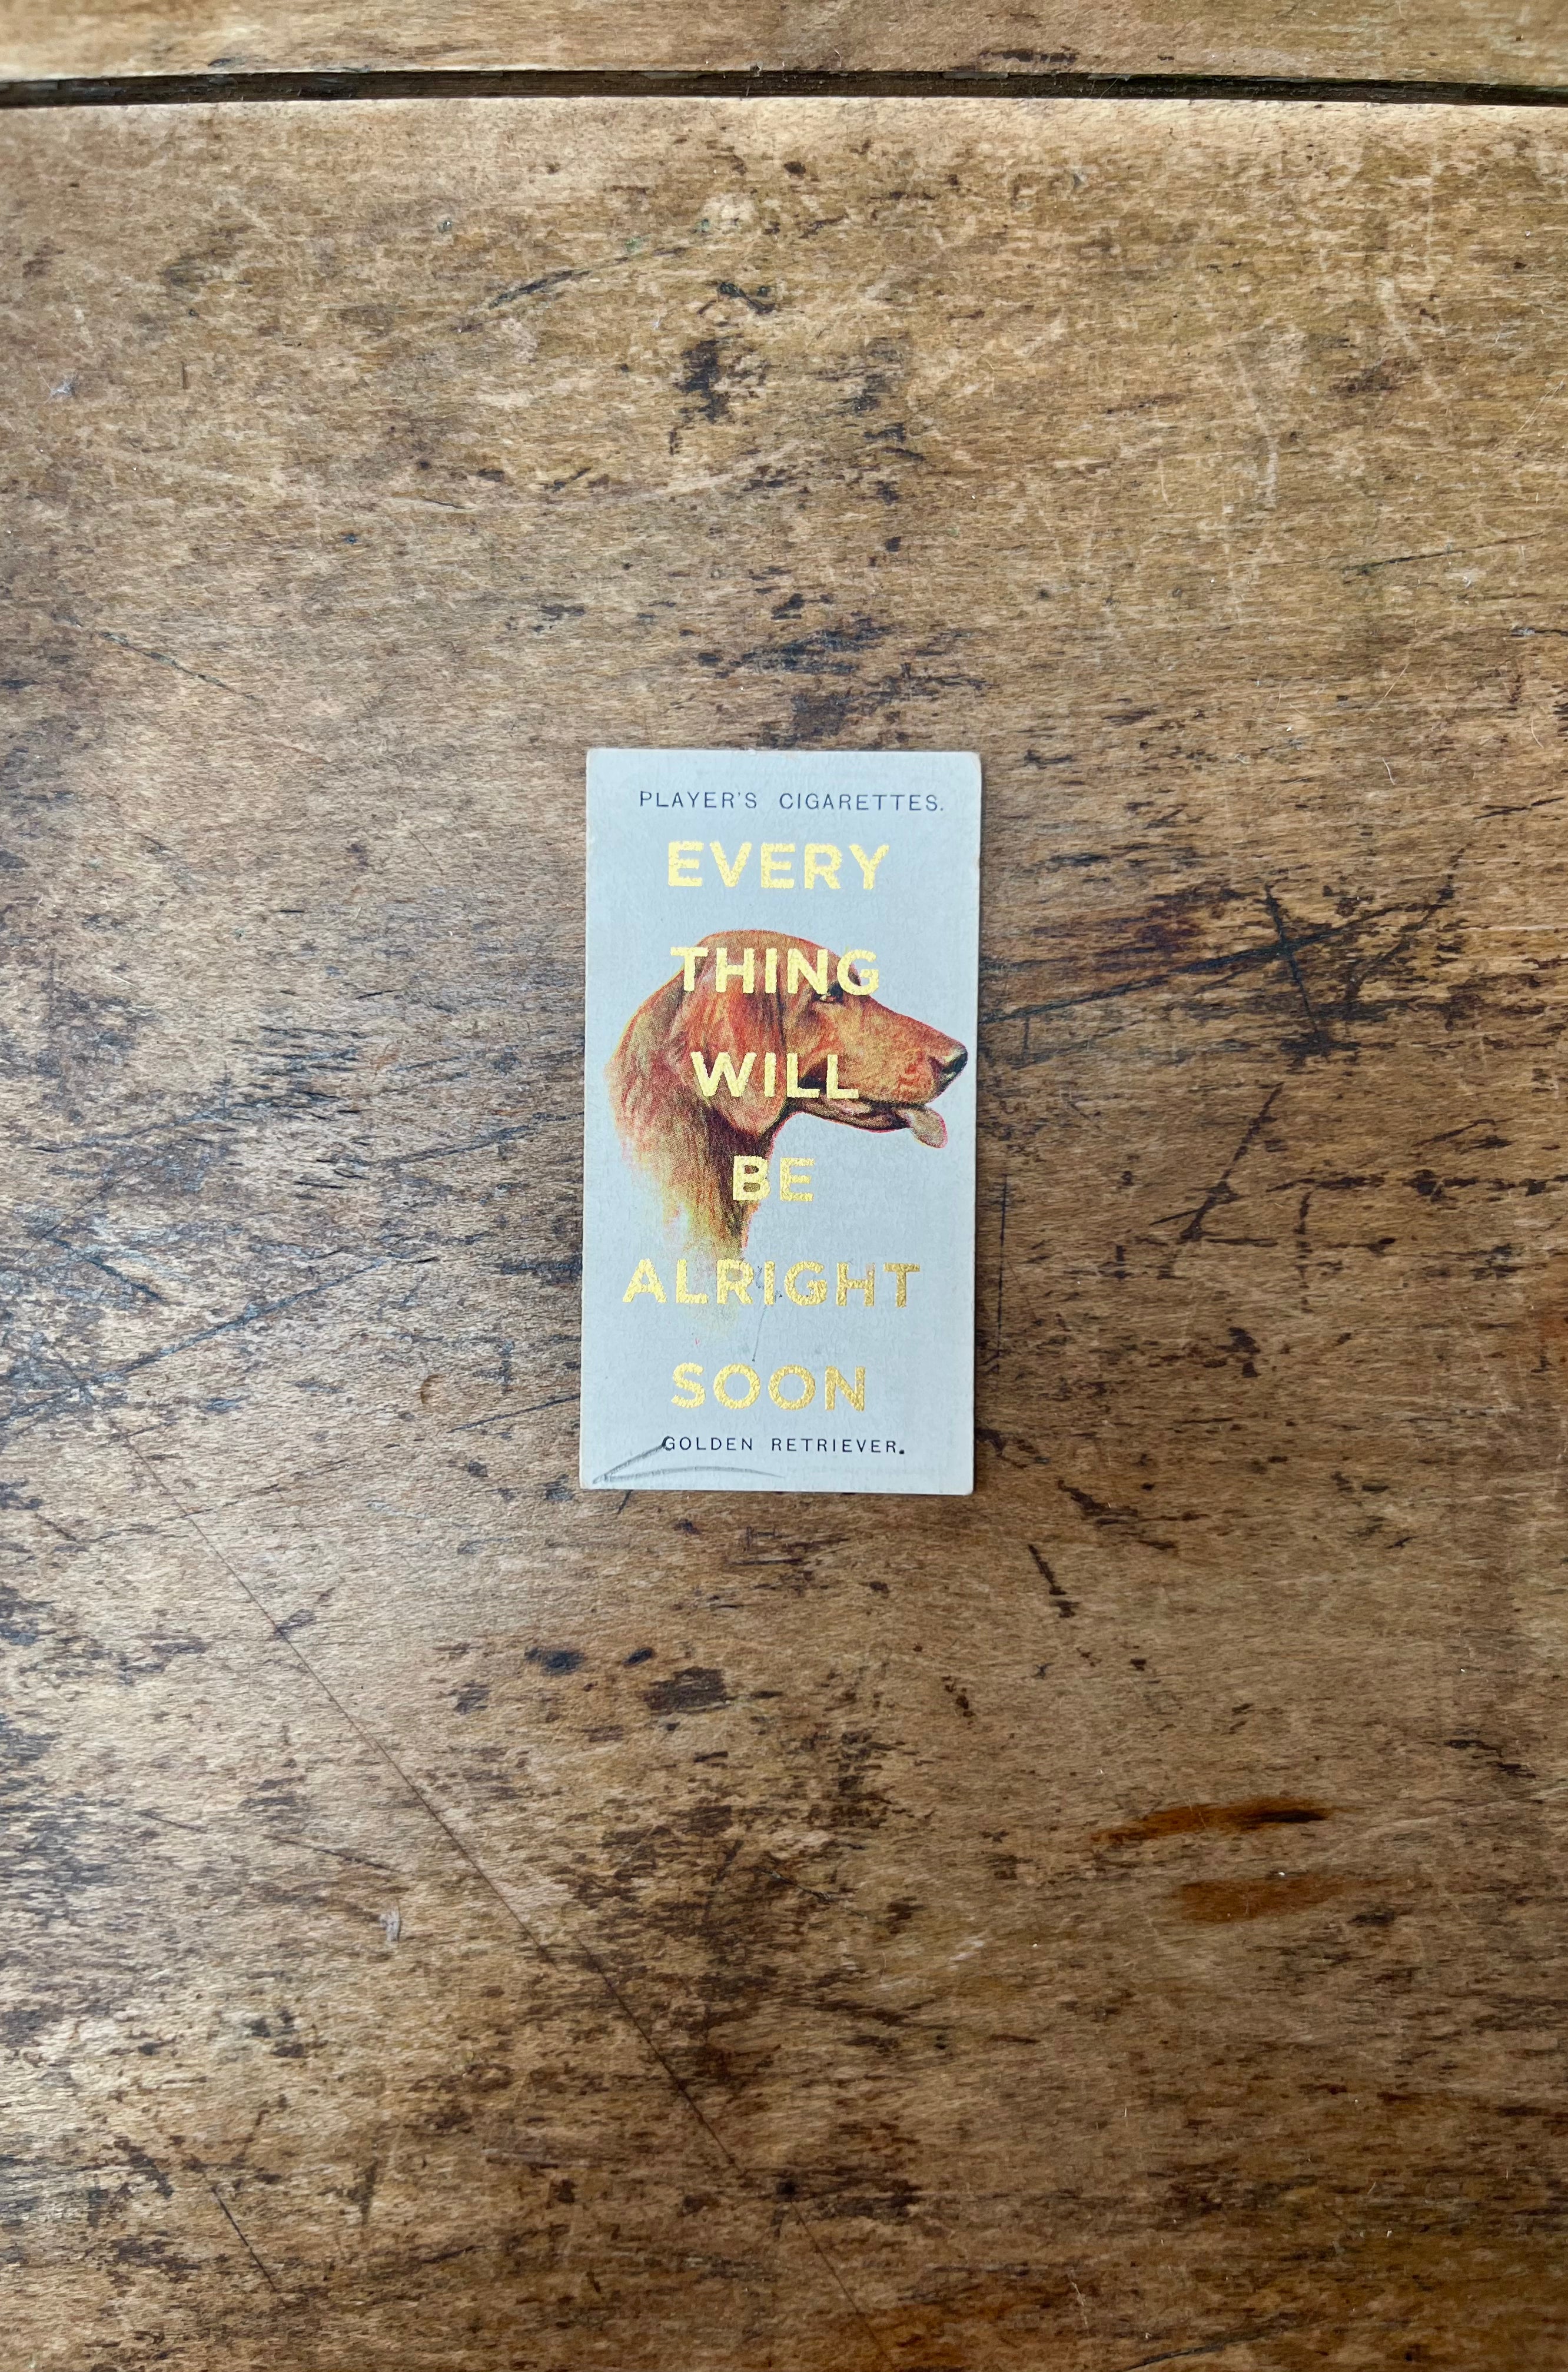 PLAYER'S CIGARETTES.
EVERY
THING
WILL
BE
ALRIGHT
SOON
GOLDEN RETRIEVER.